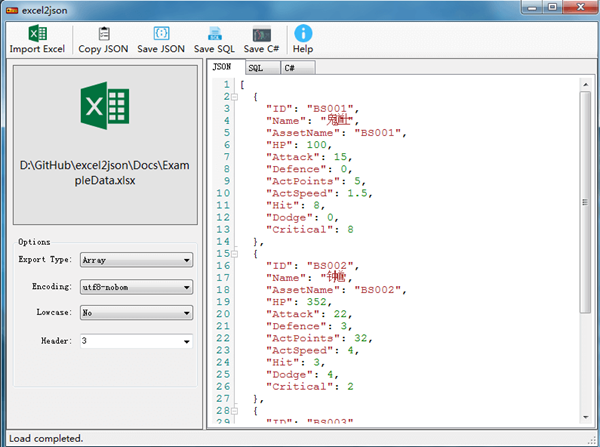 excel2json
Import Excel Copy JSON Save JSON Save SQL Save C# Help
D:\GitHub\excel2json\Docs\Exam
pleData.xlsx
Options
Export Type: Array
Encoding: utf8-nobom
Lowcase: No
Header: 3
JSON SQL C#
1 [
2 {
3 "ID": "BS001",
4 "Name": "
5 "AssetName": "BS001",
6 "HP": 100,
7 "Attack": 15,
8 "Defence": 0,
9 "ActPoints": 5,
10 "ActSpeed": 1.5,
11 "Hit": 8,
12 "Dodge": 0,
13 "Critical": 8
14 },
15 {
16 "ID": "BS002",
17 "Name": "
18 "AssetName": "BS002",
19 "HP": 352,
20 "Attack": 22,
21 "Defence": 3,
22 "ActPoints": 32,
23 "ActSpeed": 4,
24 "Hit": 3,
25 "Dodge": 4,
26 "Critical": 2
27 },
28 {
29 "ID": "BS003"
Load completed.